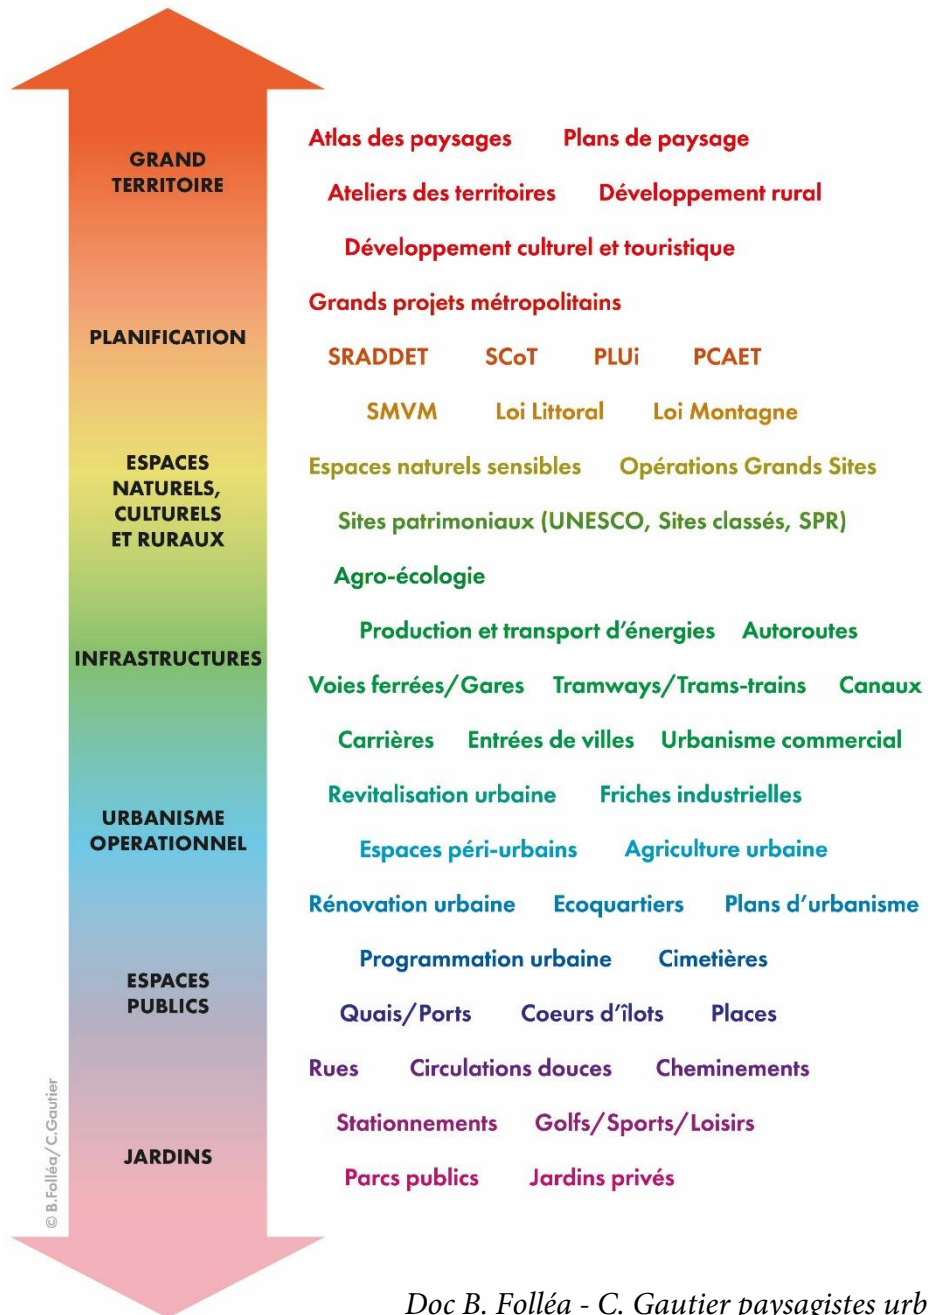 GRAND
TERRITOIRE
PLANIFICATION
ESPACES
NATURELS,
CULTURELS
ET RURAUX
INFRASTRUCTURES
URBANISME
OPERATIONNEL
ESPACES
PUBLICS
JARDINS
Atlas des paysages Plans de paysage
Ateliers des territoires Développement rural
Développement culturel et touristique
Grands projets métropolitains
SRADDET SCoT PLUi PCAET
SMVM Loi Littoral Loi Montagne
Espaces naturels sensibles Opérations Grands Sites
Sites patrimoniaux (UNESCO, Sites classés, SPR)
Agro-écologie
Production et transport d'énergies Autoroutes
Voies ferrées/Gares Tramways/Trams-trains Canaux
Carrières Entrées de villes Urbanisme commercial
Revitalisation urbaine Friches industrielles
Espaces péri-urbains Agriculture urbaine
Rénovation urbaine Ecoquartiers Plans d'urbanisme
Programmation urbaine Cimetières
Quais/Ports Coeurs d'îlots Places
Rues Circulations douces Cheminements
Stationnements Golfs/Sports/Loisirs
Parcs publics Jardins privés
© B.Folléa/C.Gautier
Doc B. Folléa - C. Gautier paysagistes urb